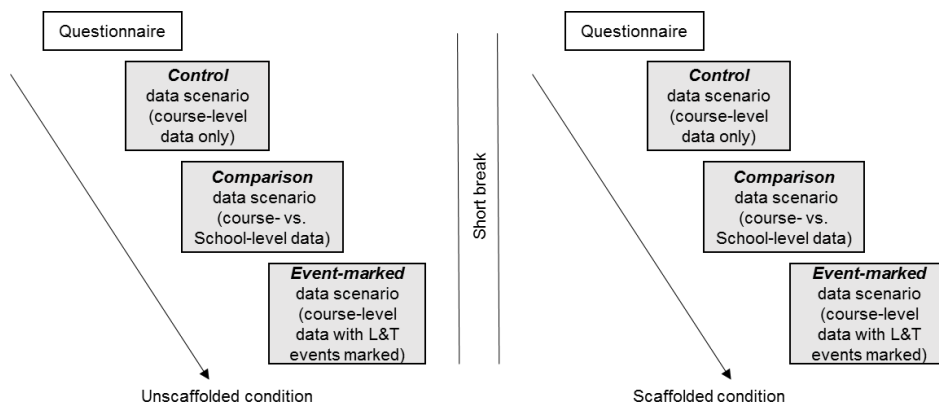 Questionnaire
Control
data scenario
(course-level
data only)
Comparison
data scenario
(course- vs.
School-level data)
Event-marked
data scenario
(course-level
data with L&T
events marked)
Unscaffolded condition
Short break
Questionnaire
Control
data scenario
(course-level
data only)
Comparison
data scenario
(course- vs.
School-level data)
Event-marked
data scenario
(course-level
data with L&T
events marked)
Scaffolded condition